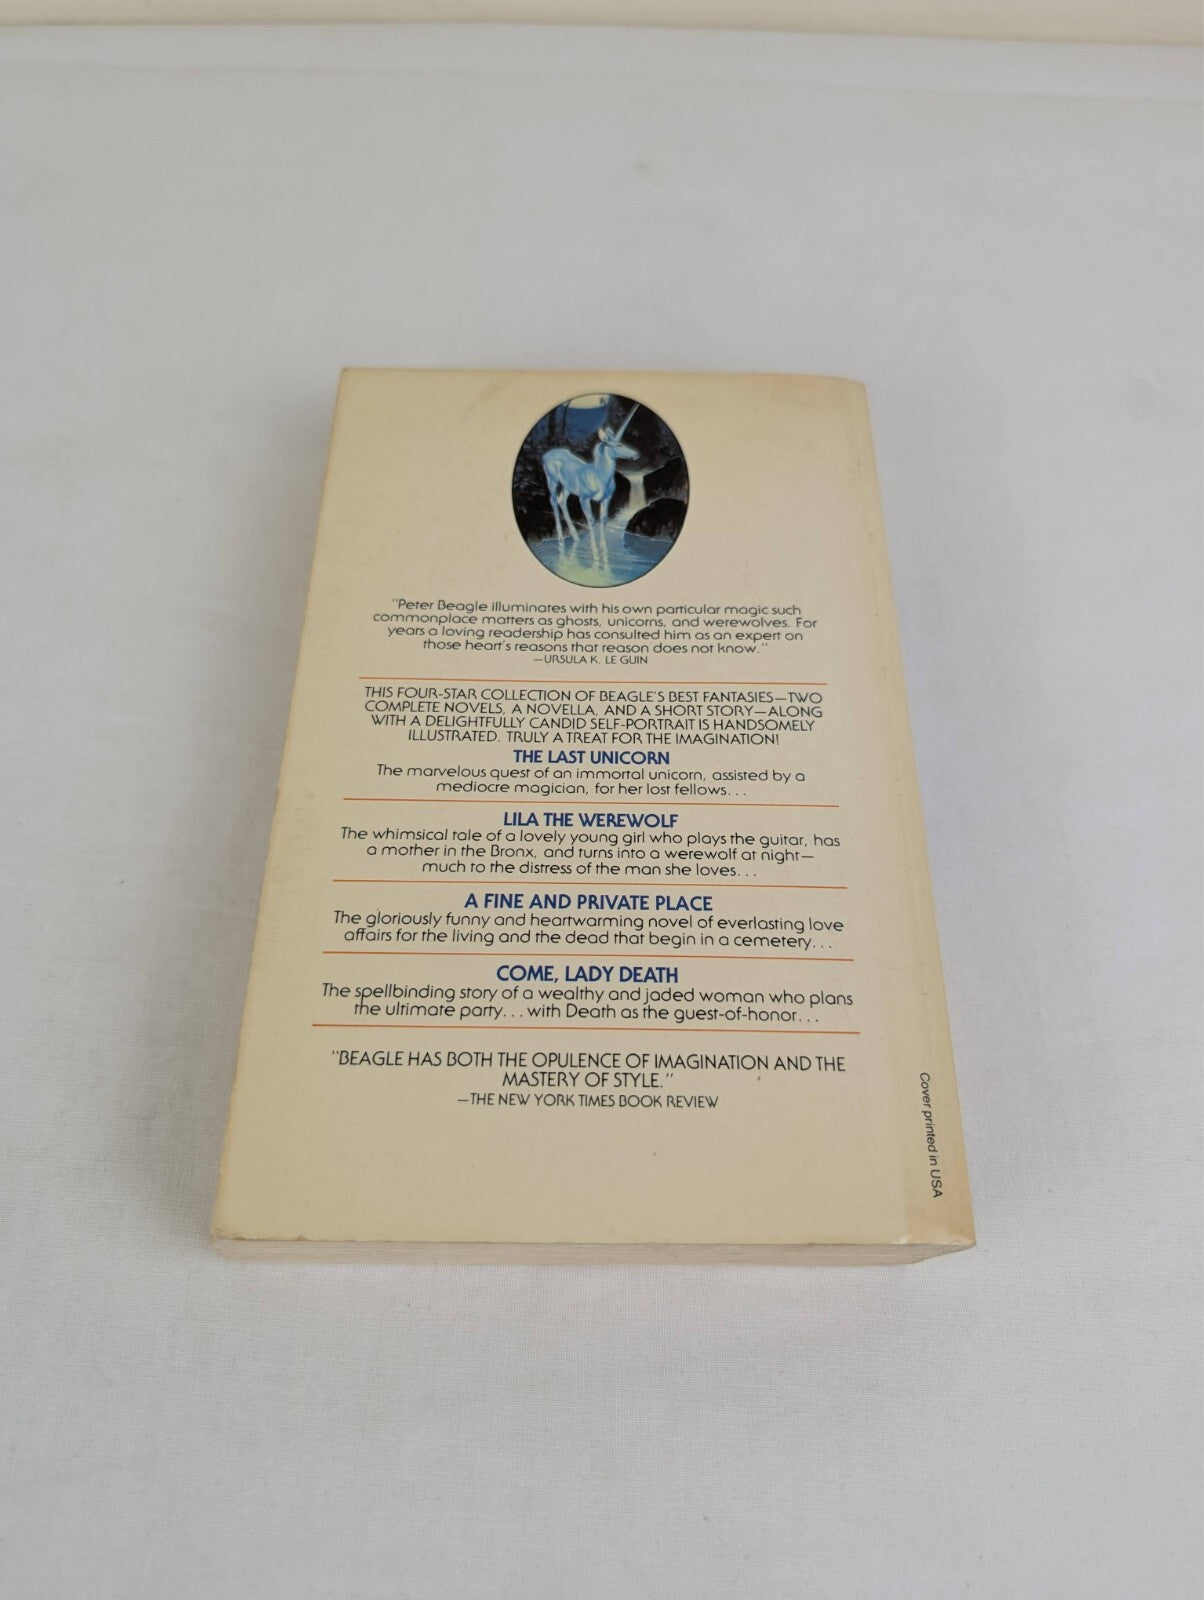 "Peter Beagle illuminates with his own particular magic such
commonplace matters as ghosts, unicorns, and werewolves. For
years a loving readership has consulted him as an expert on
those heart's reasons that reason does not know."
—URSULA K. LE GUIN
THIS FOUR-STAR COLLECTION OF BEAGLE'S BEST FANTASIES—TWO
COMPLETE NOVELS, A NOVELLA, AND A SHORT STORY—ALONG
WITH A DELIGHTFULLY CANDID SELF-PORTRAIT IS HANDSOMELY
ILLUSTRATED. TRULY A TREAT FOR THE IMAGINATION!
THE LAST UNICORN
The marvelous quest of an immortal unicorn, assisted by a
mediocre magician, for her lost fellows...
LILA THE WEREWOLF
The whimsical tale of a lovely young girl who plays the guitar, has
a mother in the Bronx, and turns into a werewolf at night—
much to the distress of the man she loves...
A FINE AND PRIVATE PLACE
The gloriously funny and heartwarming novel of everlasting love
affairs for the living and the dead that begin in a cemetery...
COME, LADY DEATH
The spellbinding story of a wealthy and jaded woman who plans
the ultimate party...with Death as the guest-of-honor...
"BEAGLE HAS BOTH THE OPULENCE OF IMAGINATION AND THE
MASTERY OF STYLE."
—THE NEW YORK TIMES BOOK REVIEW
Cover printed in USA